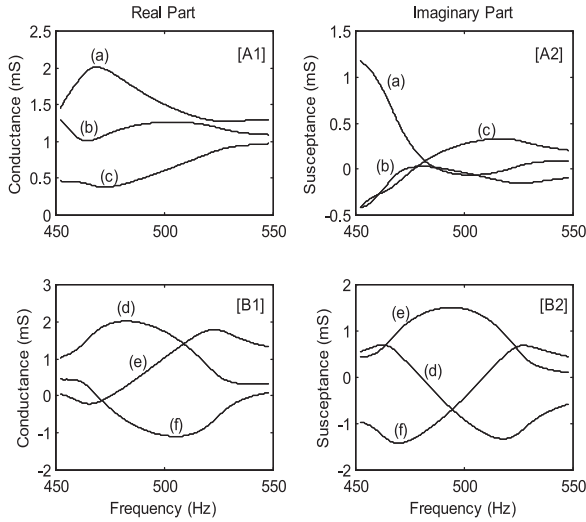 Real Part
Imaginary Part
2.5
2
1.5
1
0.5
0
Conductance (mS)
[A1]
(a)
(b)
(c)
450
500
550
1.5
1
0.5
0
-0.5
Susceptance (mS)
[A2]
(a)
(b)
(c)
450
500
550
3
2
1
0
-1
-2
Conductance (mS)
[B1]
(d)
(e)
(f)
450
500
550
Frequency (Hz)
2
1
0
-1
-2
Susceptance (mS)
[B2]
(e)
(d)
(f)
450
500
550
Frequency (Hz)